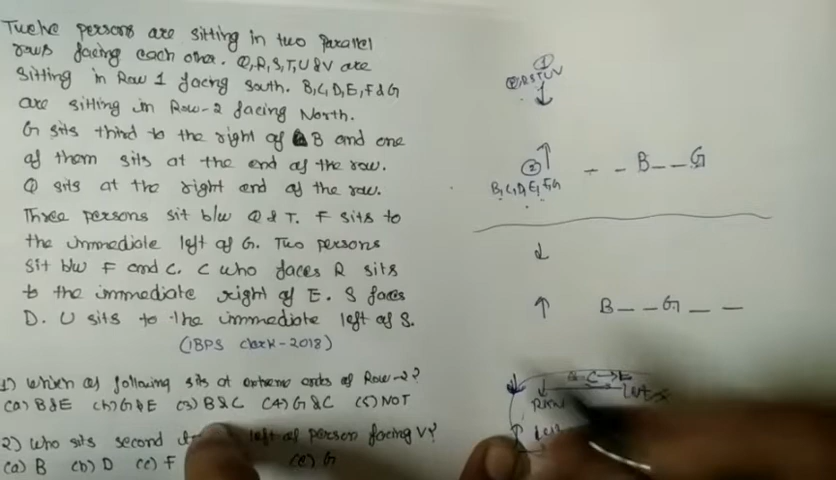 Twelve persons are sitting in two parallel
rows facing each other. Q,R,S,T,U & V are
sitting in Row 1 facing south. B,C,D,E,F & G
are sitting in Row-2 facing North.
G sits third to the right of B and one
of them sits at the end of the row.
Q sits at the right end of the row.
Three persons sit b/w Q & T. F sits to
the immediate left of G. Two persons
sit b/w F and C. C who faces R sits
to the immediate right of E. S faces
D. U sits to the immediate left of S.
(IBPS clerk-2018)
1) which of following sits at extreme ends of Row-2?
(a) B&E (b) G&E (3) B&C (4) G&C (5) NOT
2) who sits second left of person facing V?
(a) B (b) D (c) F (e) G
①
Q,RSTUV
②
B,C,D,E,F,G
- - B - - G
B - - G - -
C E